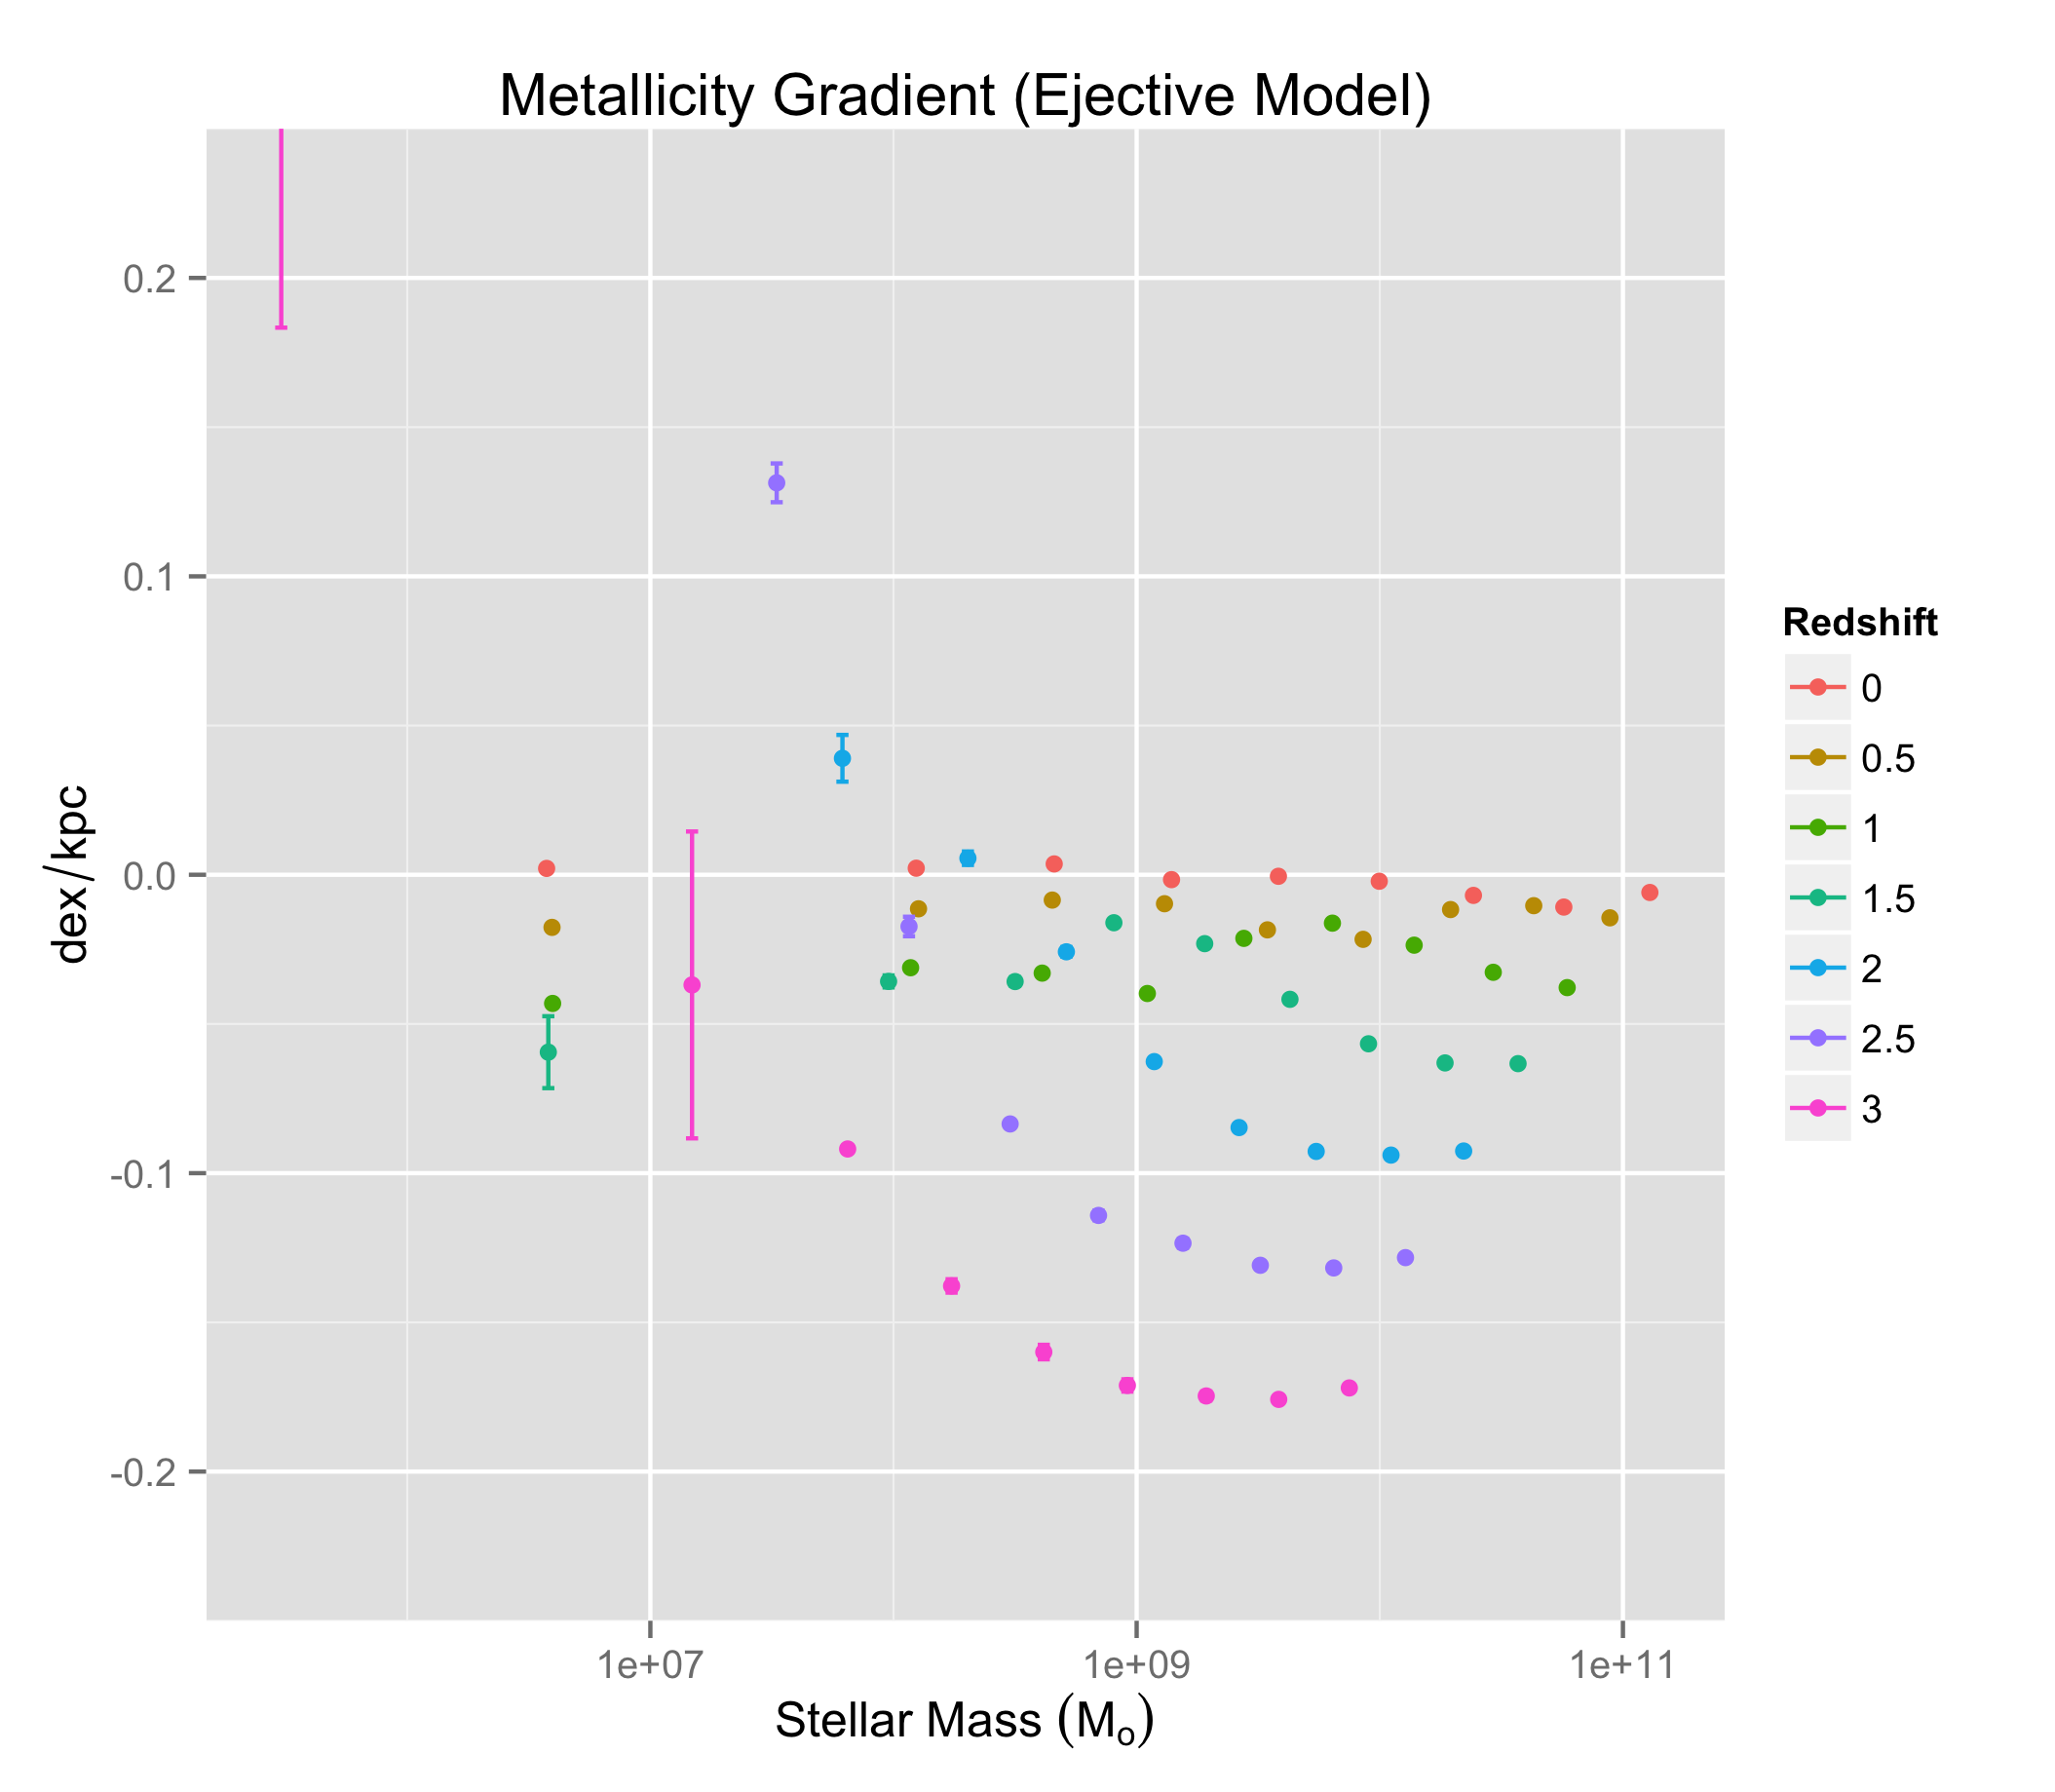 Metallicity Gradient (Ejective Model)
0.2
0.1
0.0
-0.1
-0.2
dex/kpc
1e+07
1e+09
1e+11
Stellar Mass (Mo)
Redshift
0
0.5
1
1.5
2
2.5
3